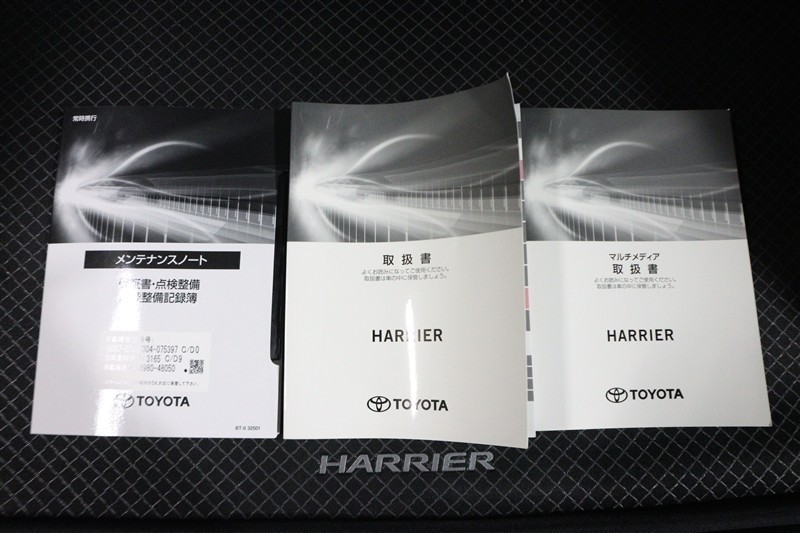 常時携行
メンテナンスノート
証書・点検整備
整備記録簿
004-075397 C/D0
3165 C/D9
980-48050
TOYOTA
BT-II 32501
取扱書
よくお読みになってご使用ください。
取扱書は車の中に保管しましょう。
HARRIER
TOYOTA
マルチメディア
取扱書
よくお読みになってご使用ください。
取扱書は車の中に保管しましょう。
HARRIER
TOYOTA
HARRIER